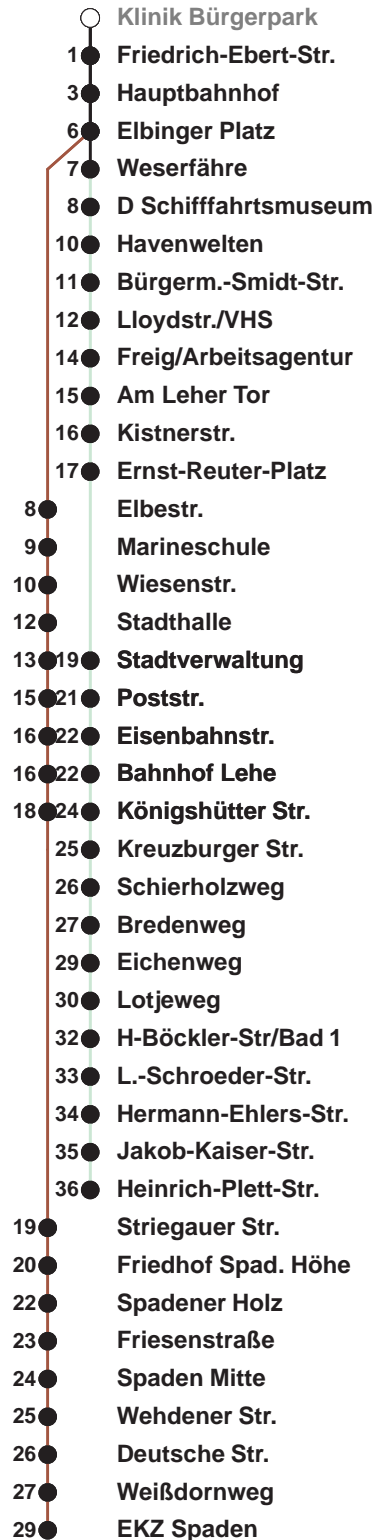 Klinik Bürgerpark
1 Friedrich-Ebert-Str.
3 Hauptbahnhof
6 Elbinger Platz
7 Weserfähre
8 D Schifffahrtsmuseum
10 Havenwelten
11 Bürgerm.-Smidt-Str.
12 Lloydstr./VHS
14 Freig/Arbeitsagentur
15 Am Leher Tor
16 Kistnerstr.
17 Ernst-Reuter-Platz
8 Elbestr.
9 Marineschule
10 Wiesenstr.
12 Stadthalle
13 19 Stadtverwaltung
15 21 Poststr.
16 22 Eisenbahnstr.
16 22 Bahnhof Lehe
18 24 Königshütter Str.
25 Kreuzburger Str.
26 Schierholzweg
27 Bredenweg
29 Eichenweg
30 Lotjeweg
32 H-Böckler-Str/Bad 1
33 L.-Schroeder-Str.
34 Hermann-Ehlers-Str.
35 Jakob-Kaiser-Str.
36 Heinrich-Plett-Str.
19 Striegauer Str.
20 Friedhof Spad. Höhe
22 Spadener Holz
23 Friesenstraße
24 Spaden Mitte
25 Wehdener Str.
26 Deutsche Str.
27 Weißdornweg
29 EKZ Spaden